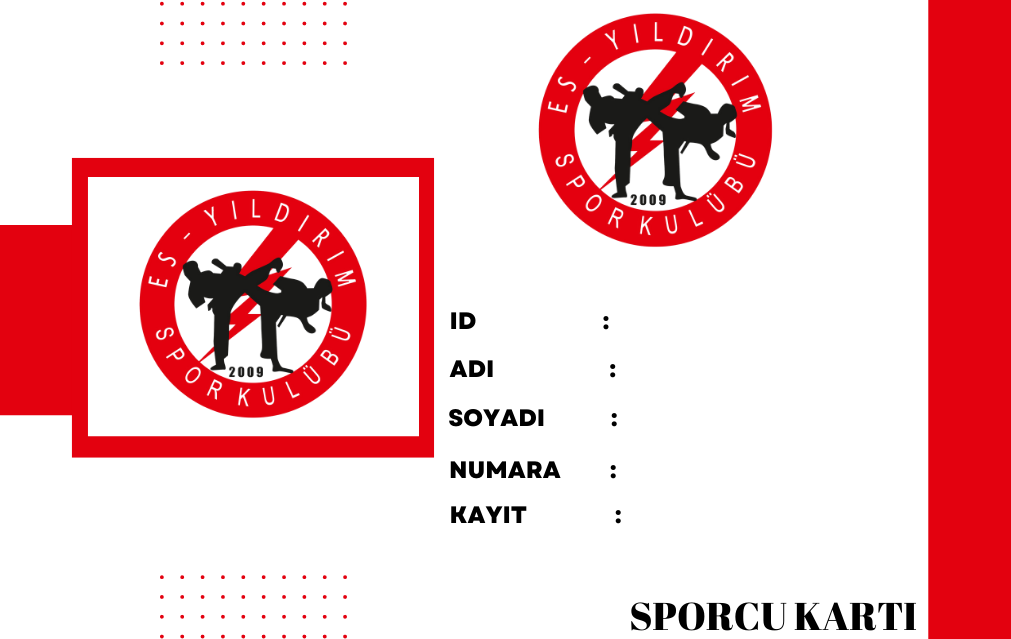 ES - YILDIRIM
SPOR KULÜBÜ
2009
ES - YILDIRIM
SPOR KULÜBÜ
2009
ID :
ADI :
SOYADI :
NUMARA :
KAYIT :
SPORCU KARTI